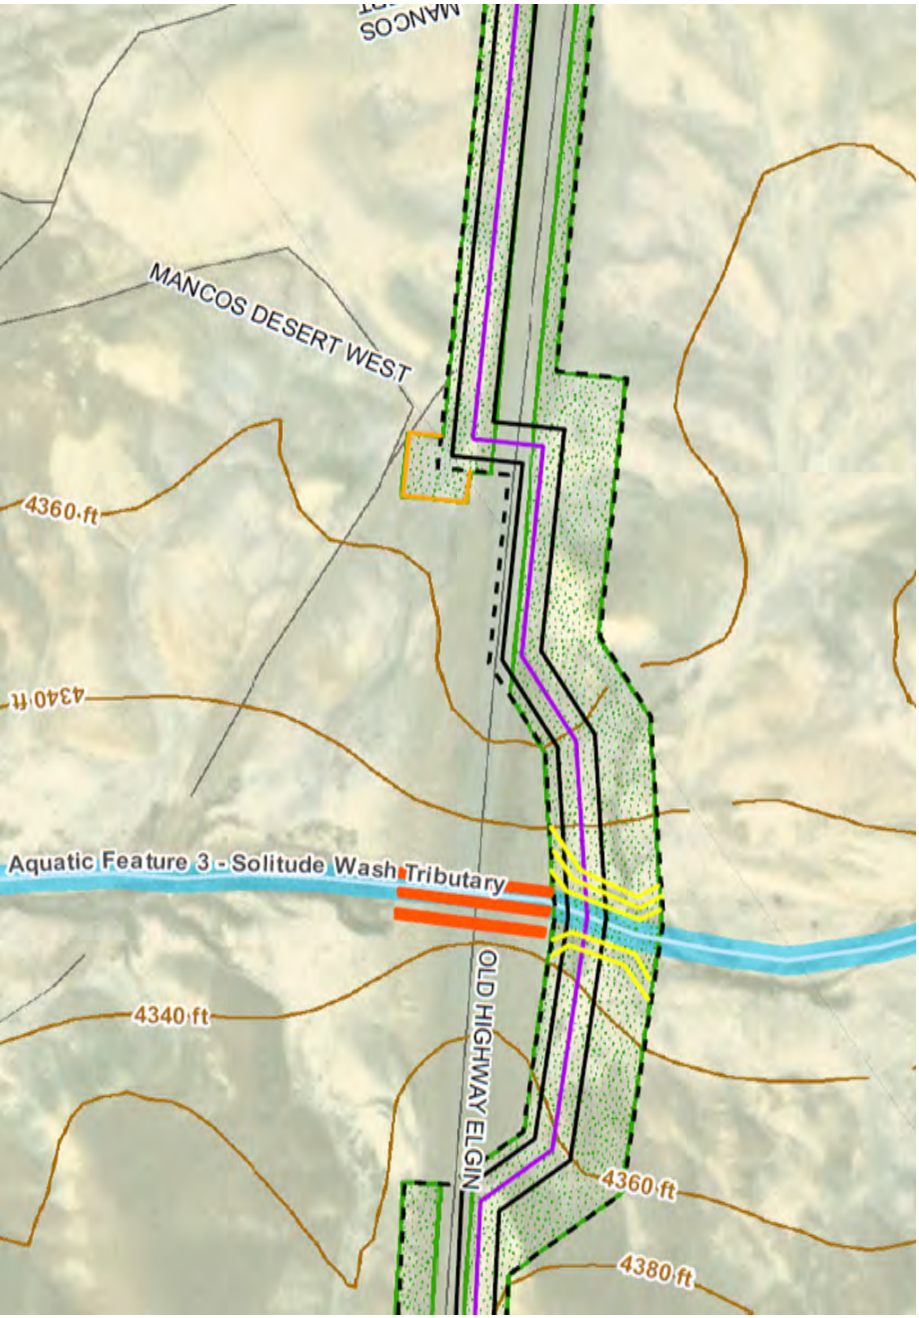 MANCOS
MANCOS DESERT WEST
4360 ft
4340 ft
Aquatic Feature 3 - Solitude Wash Tributary
OLD HIGHWAY ELGIN
4340 ft
4360 ft
4380 ft